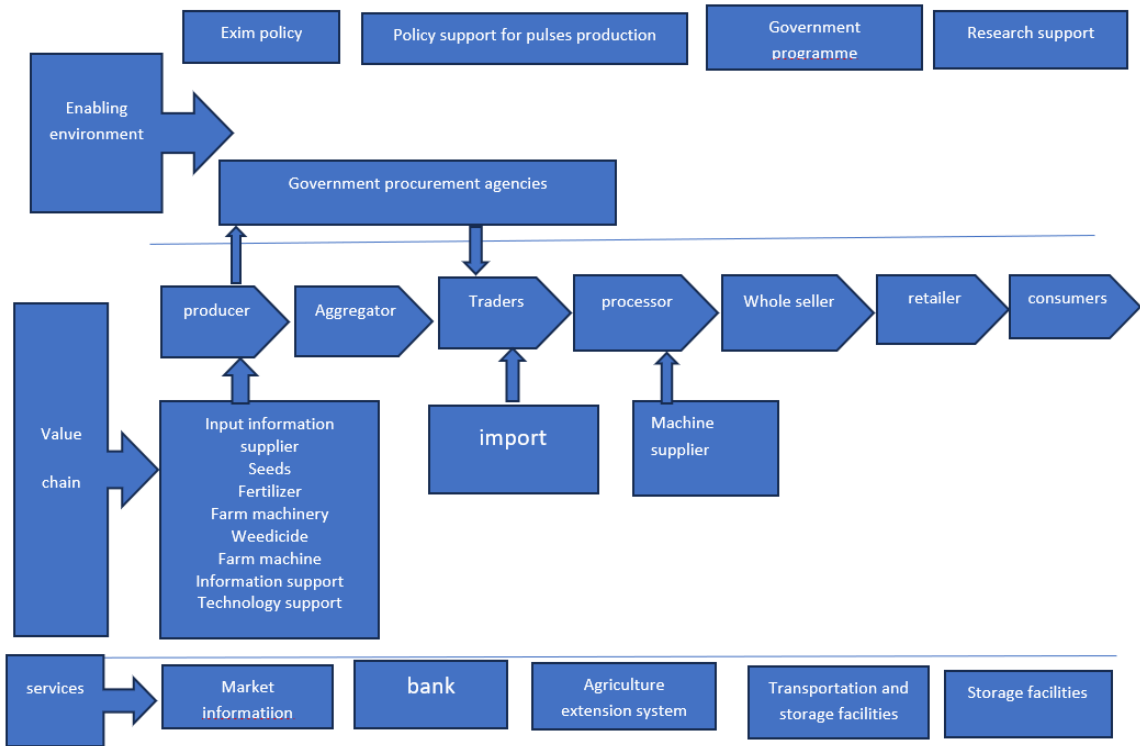 Exim policy
Policy support for pulses production
Government
programme
Research support
Enabling
environment
Government procurement agencies
producer
Aggregator
Traders
processor
Whole seller
retailer
consumers
Value
chain
Input information
supplier
Seeds
Fertilizer
Farm machinery
Weedicide
Farm machine
Information support
Technology support
import
Machine
supplier
services
Market
informatiion
bank
Agriculture
extension system
Transportation and
storage facilities
Storage facilities